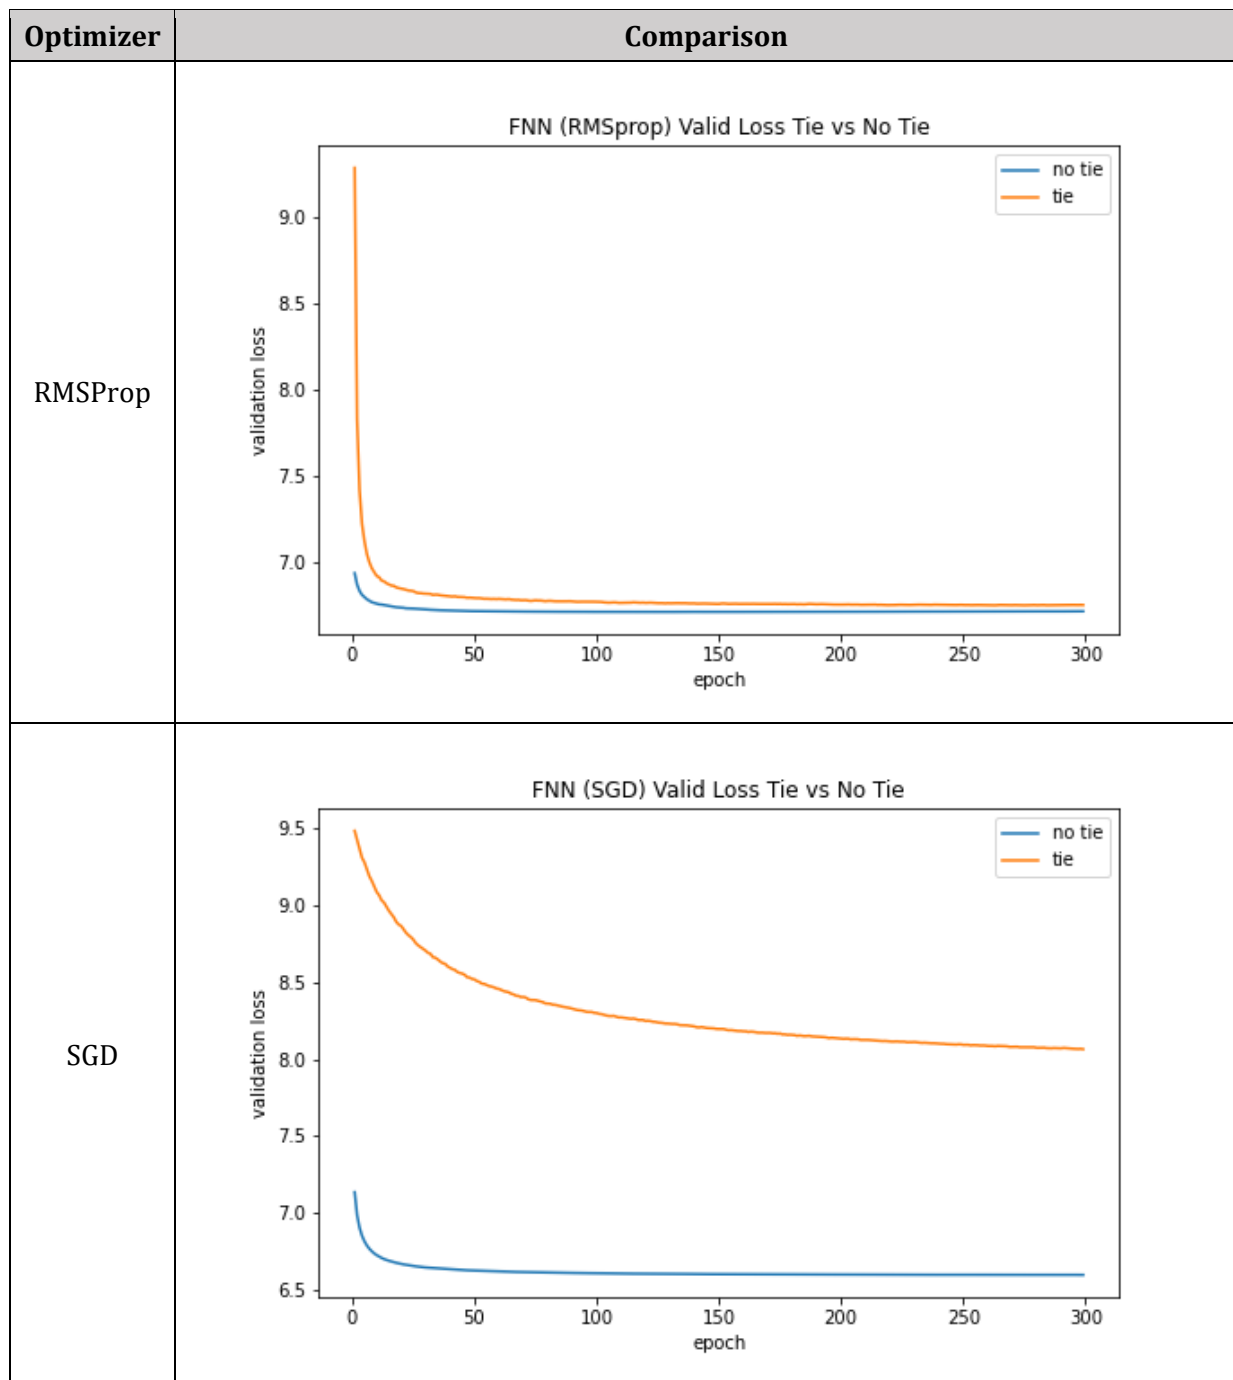 Optimizer Comparison
RMSProp
FNN (RMSprop) Valid Loss Tie vs No Tie
no tie
tie
validation loss
9.0
8.5
8.0
7.5
7.0
0 50 100 150 200 250 300
epoch
SGD
FNN (SGD) Valid Loss Tie vs No Tie
no tie
tie
validation loss
9.5
9.0
8.5
8.0
7.5
7.0
6.5
0 50 100 150 200 250 300
epoch